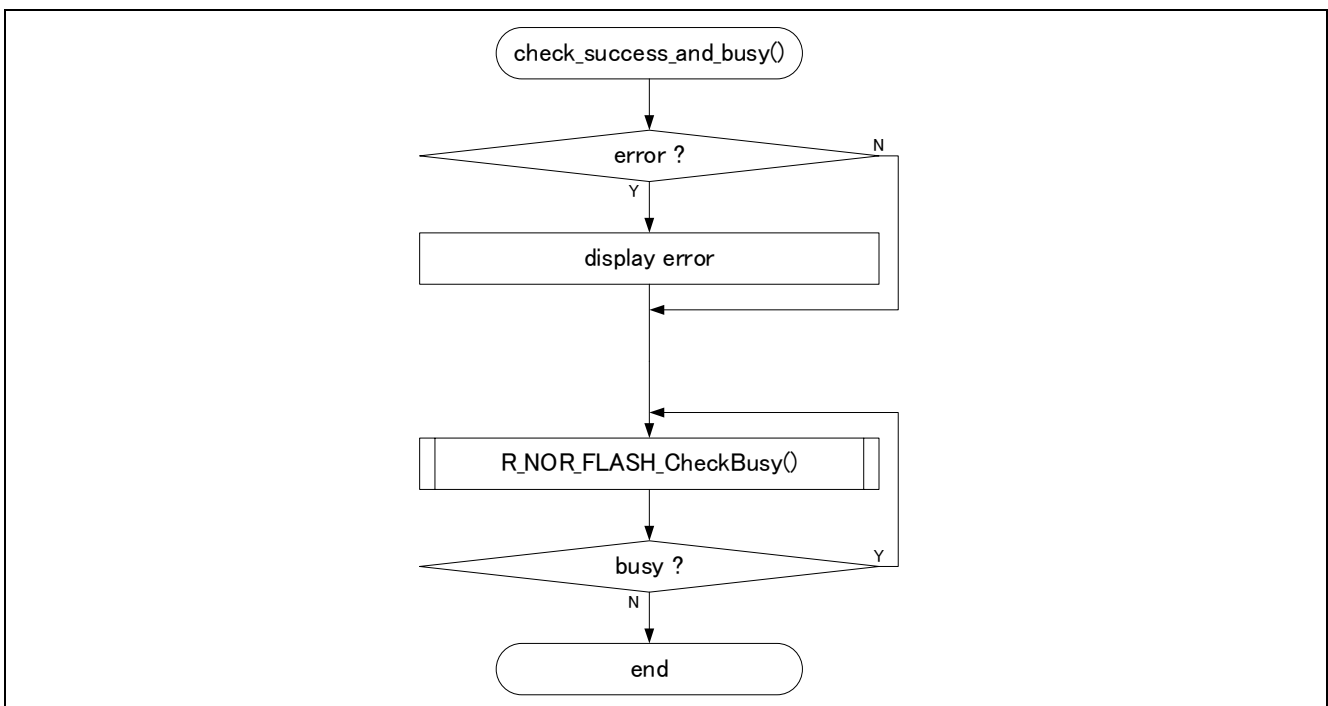 check_success_and_busy()
error ?
N
Y
display error
R_NOR_FLASH_CheckBusy()
busy ?
Y
N
end